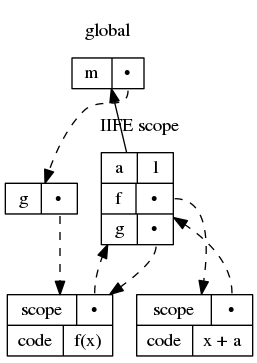 global
m •
IIFE scope
a l
f •
g •
g •
scope •
code f(x)
scope •
code x + a